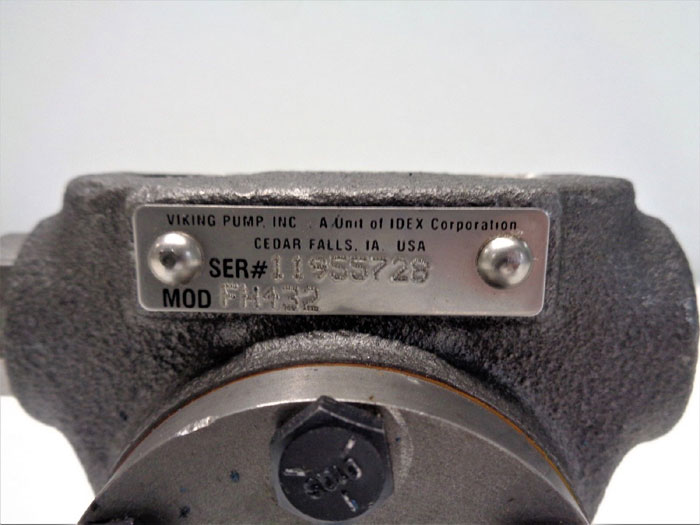 VIKING PUMP, INC. A Unit of IDEX Corporation
CEDAR FALLS, IA. USA
SER# 11955728
MOD FH432